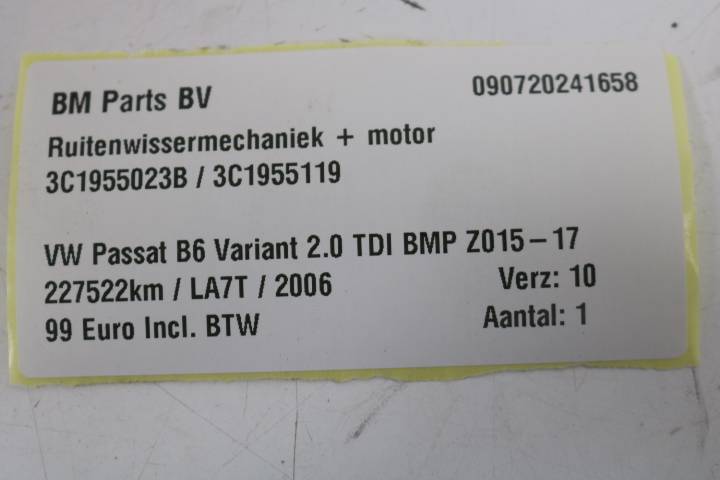 BM Parts BV 090720241658
Ruitenwissermechaniek + motor
3C1955023B / 3C1955119
VW Passat B6 Variant 2.0 TDI BMP Z015-17
227522km / LA7T / 2006 Verz: 10
99 Euro Incl. BTW Aantal: 1